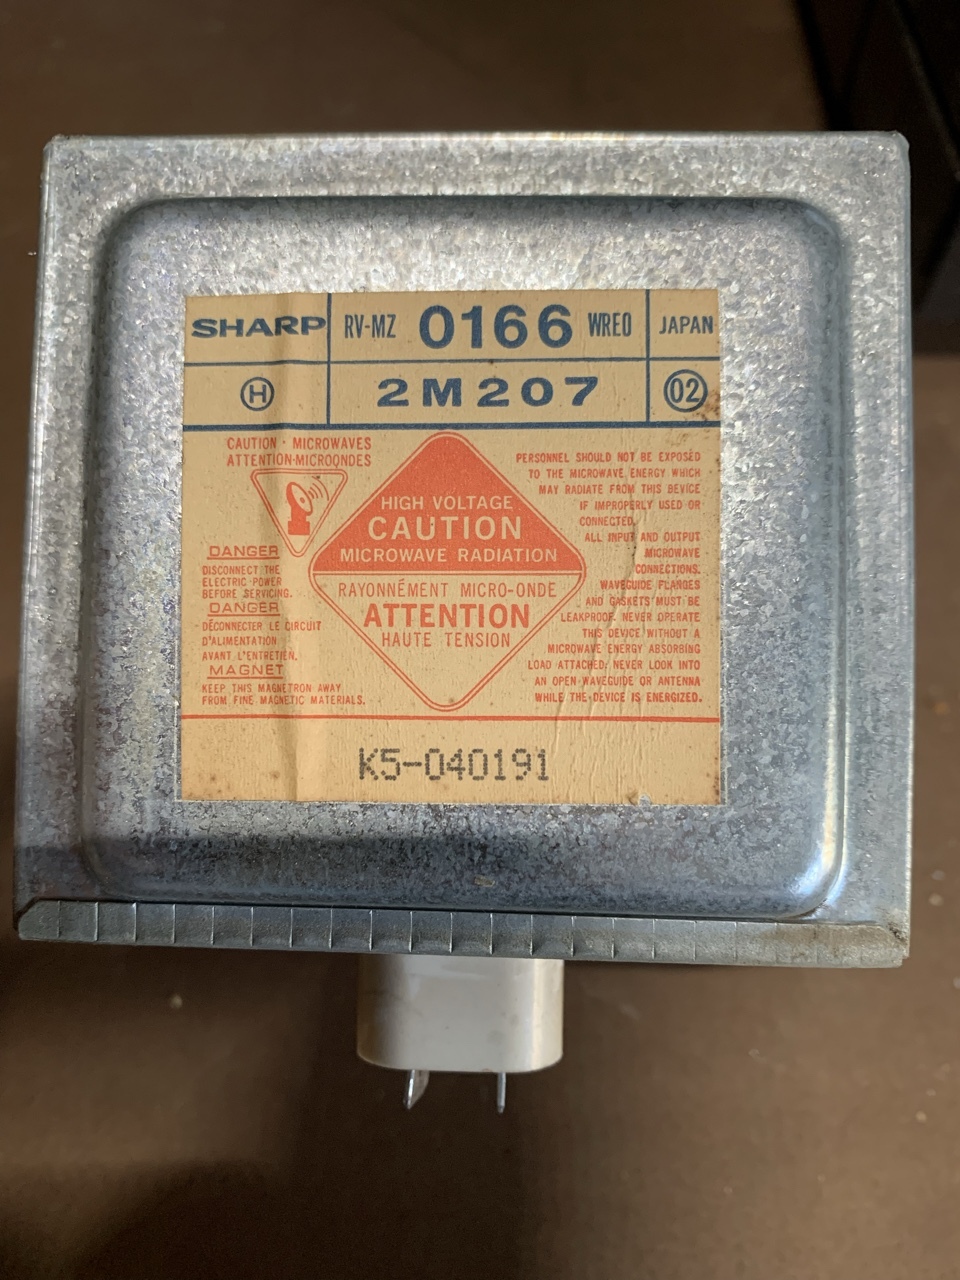 SHARP RV-MZ 0166 WREO JAPAN
H 2M207 02
CAUTION · MICROWAVES
ATTENTION·MICROONDES
DANGER
DISCONNECT THE
ELECTRIC POWER
BEFORE SERVICING.
DANGER
DÉCONNECTER LE CIRCUIT
D'ALIMENTATION
AVANT L'ENTRETIEN.
MAGNET
KEEP THIS MAGNETRON AWAY
FROM FINE MAGNETIC MATERIALS.
HIGH VOLTAGE
CAUTION
MICROWAVE RADIATION
RAYONNÉMENT MICRO-ONDE
ATTENTION
HAUTE TENSION
PERSONNEL SHOULD NOT BE EXPOSED
TO THE MICROWAVE ENERGY WHICH
MAY RADIATE FROM THIS BEVICE
IF IMPROPERLY USED OR
CONNECTED.
ALL INPUT AND OUTPUT
MICROWAVE
CONNECTIONS.
WAVEGUIDE FLANGES
AND GASKETS MUST BE
LEAKPROOF. NEVER OPERATE
THIS DEVICE WITHOUT A
MICROWAVE ENERGY ABSORBING
LOAD ATTACHED; NEVER LOOK INTO
AN OPEN WAVEGUIDE OR ANTENNA
WHILE THE DEVICE IS ENERGIZED.
K5-040191